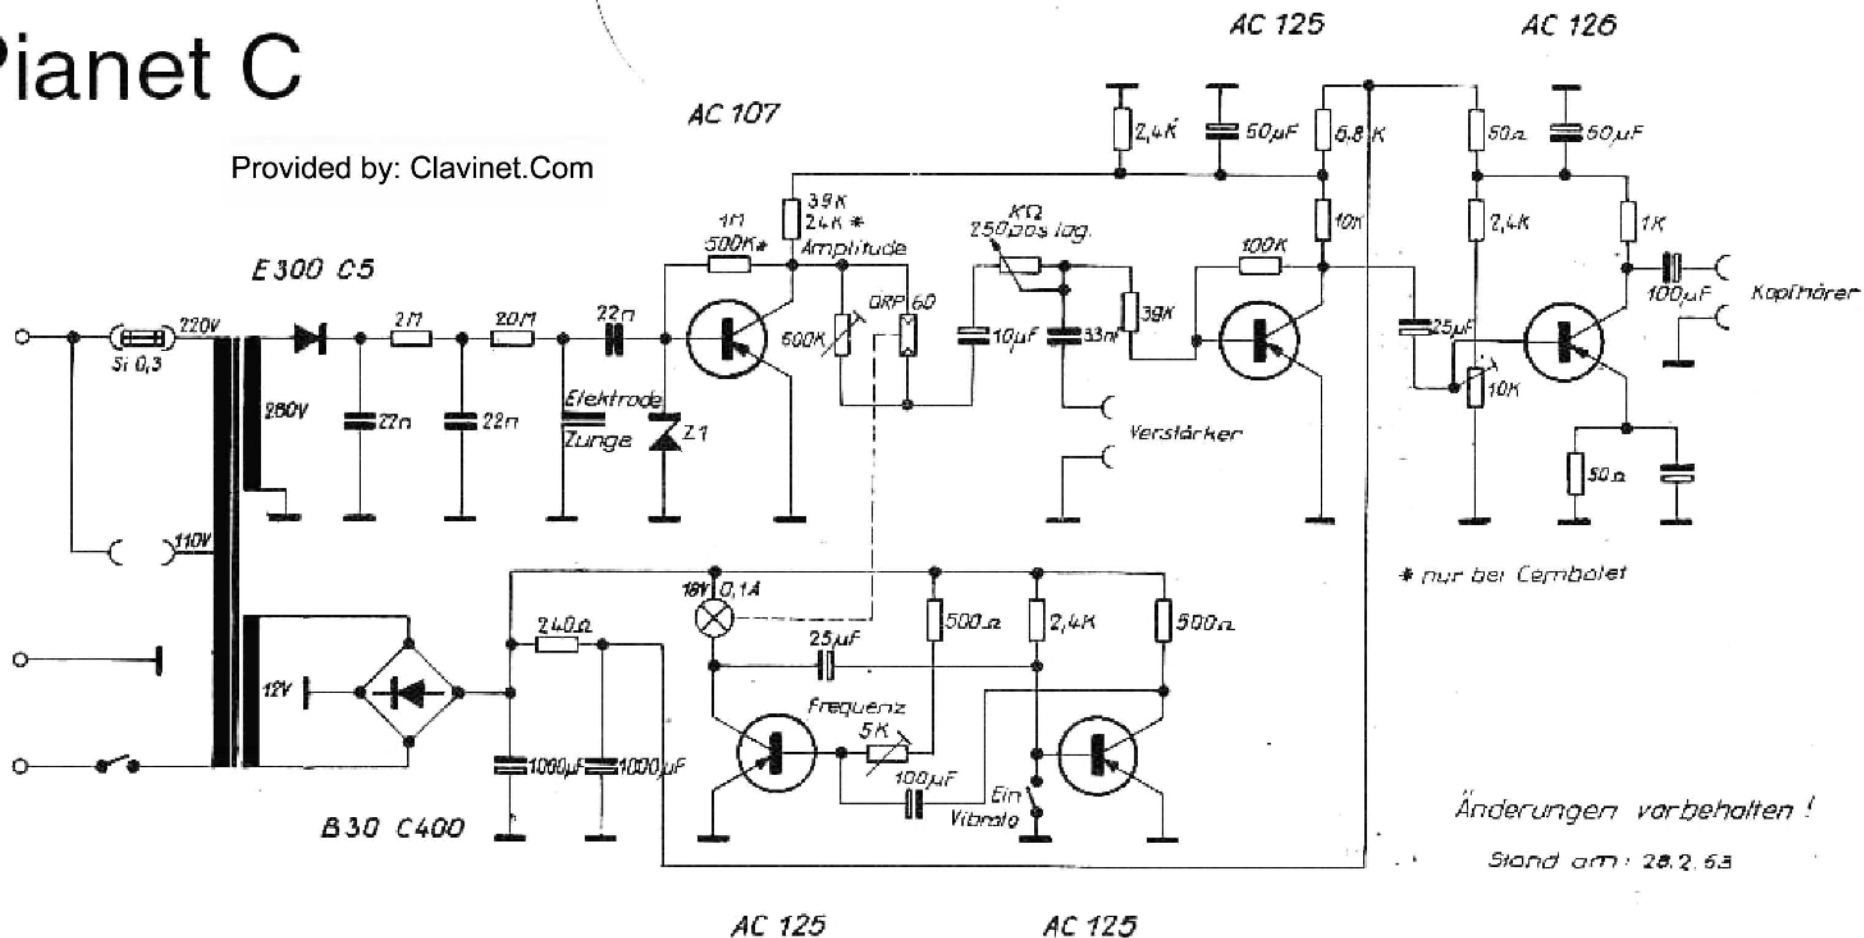 Pianet C
Provided by: Clavinet.Com
AC 125
AC 126
AC 107
2,4K
50µF
6,8 K
50Ω
50µF
39K
24K *
1M
500K*
Amplitude
KΩ
250 pos log.
10K
100K
2,4K
1K
E300 C5
220V
Si 0,3
2M
20M
22n
ORP 60
500K
10µF
33nF
39K
25µF
100µF
Kopfhörer
10K
280V
22n
22n
Elektrode
Zunge
Z1
Verstärker
50Ω
110V
* nur bei Cembalet
18V 0,1A
240Ω
25µF
500Ω
2,4K
500Ω
12V
Frequenz
5K
100µF
1000µF
1000µF
Ein
Vibrato
B30 C400
Änderungen vorbehalten !
Stand am: 28.2.63
AC 125
AC 125